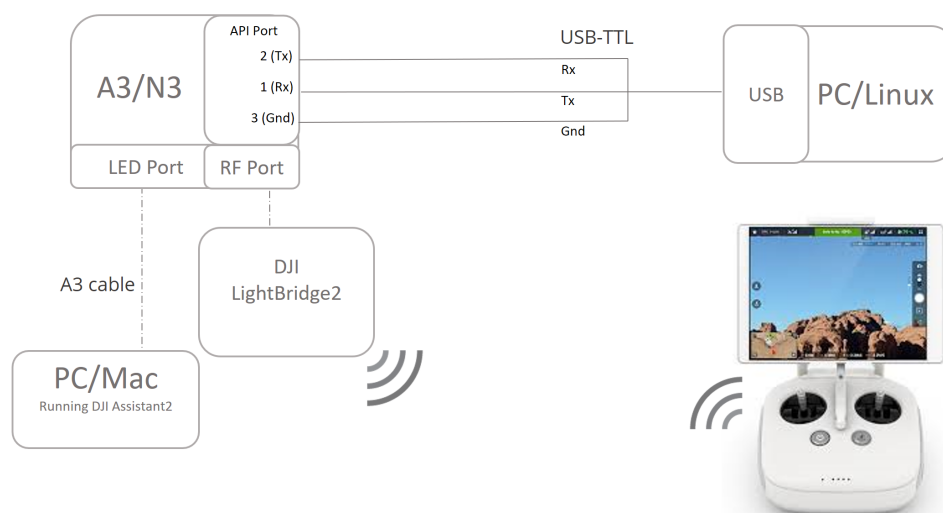 API Port
2 (Tx)
1 (Rx)
3 (Gnd)
A3/N3
LED Port
RF Port
USB-TTL
Rx
Tx
Gnd
USB
PC/Linux
A3 cable
DJI
LightBridge2
PC/Mac
Running DJI Assistant2